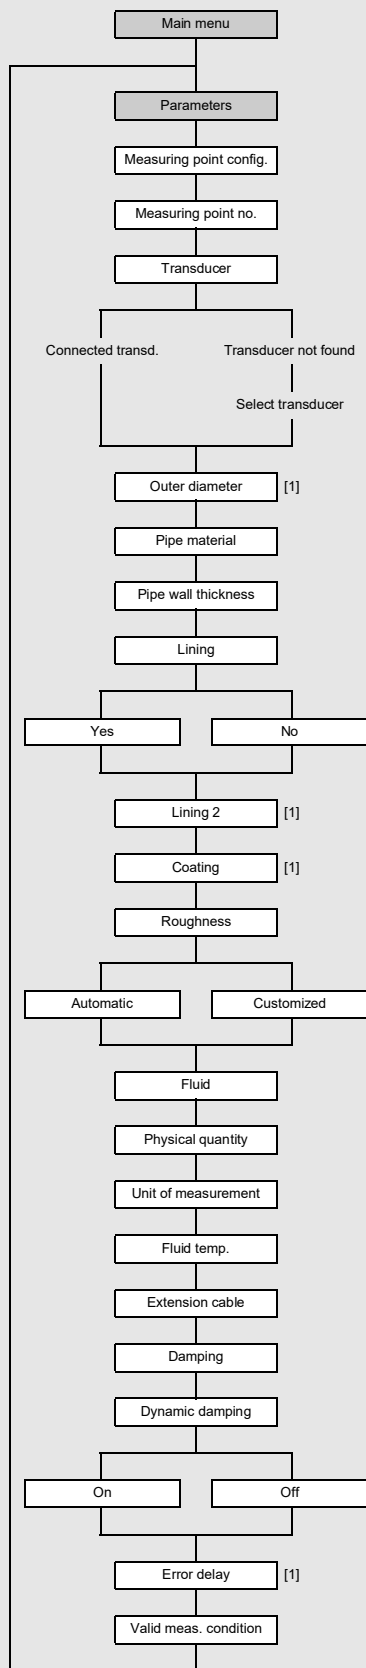 Main menu
Parameters
Measuring point config.
Measuring point no.
Transducer
Connected transd.
Transducer not found
Select transducer
Outer diameter [1]
Pipe material
Pipe wall thickness
Lining
Yes
No
Lining 2 [1]
Coating [1]
Roughness
Automatic
Customized
Fluid
Physical quantity
Unit of measurement
Fluid temp.
Extension cable
Damping
Dynamic damping
On
Off
Error delay [1]
Valid meas. condition